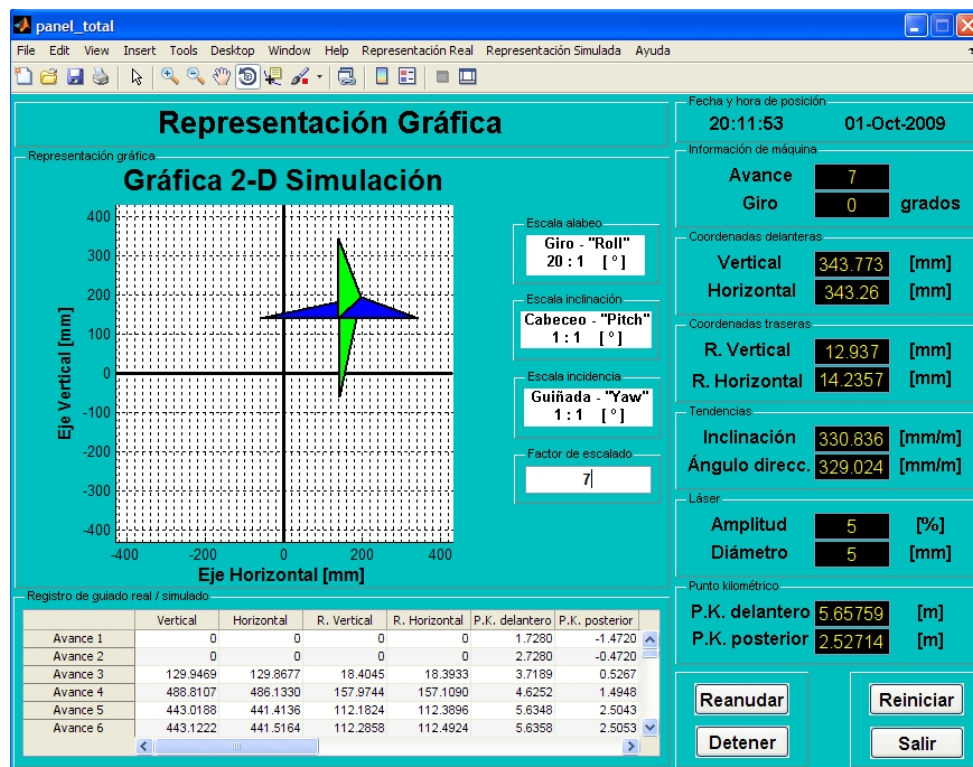 panel_total
File Edit View Insert Tools Desktop Window Help Representación Real Representación Simulada Ayuda
Representación Gráfica
Representación gráfica
Gráfica 2-D Simulación
Eje Vertical [mm]
400
300
200
100
0
-100
-200
-300
-400
-400 -200 0 200 400
Eje Horizontal [mm]
Escala alabeo
Giro - "Roll"
20 : 1 [ º ]
Escala inclinación
Cabeceo - "Pitch"
1 : 1 [ º ]
Escala incidencia
Guiñada - "Yaw"
1 : 1 [ º ]
Factor de escalado
7
Fecha y hora de posición
20:11:53 01-Oct-2009
Información de máquina
Avance 7
Giro 0 grados
Coordenadas delanteras
Vertical 343.773 [mm]
Horizontal 343.26 [mm]
Coordenadas traseras
R. Vertical 12.937 [mm]
R. Horizontal 14.2357 [mm]
Tendencias
Inclinación 330.836 [mm/m]
Ángulo direcc. 329.024 [mm/m]
Láser
Amplitud 5 [%]
Diámetro 5 [mm]
Punto kilométrico
P.K. delantero 5.65759 [m]
P.K. posterior 2.52714 [m]
Registro de guiado real / simulado
Vertical Horizontal R. Vertical R. Horizontal P.K. delantero P.K. posterior
Avance 1 0 0 0 0 1.7280 -1.4720
Avance 2 0 0 0 0 2.7280 -0.4720
Avance 3 129.9469 129.8677 18.4045 18.3933 3.7189 0.5267
Avance 4 488.8107 486.1330 157.9744 157.1090 4.6252 1.4948
Avance 5 443.0188 441.4136 112.1824 112.3896 5.6348 2.5043
Avance 6 443.1222 441.5164 112.2858 112.4924 5.6358 2.5053
Reanudar Reiniciar
Detener Salir